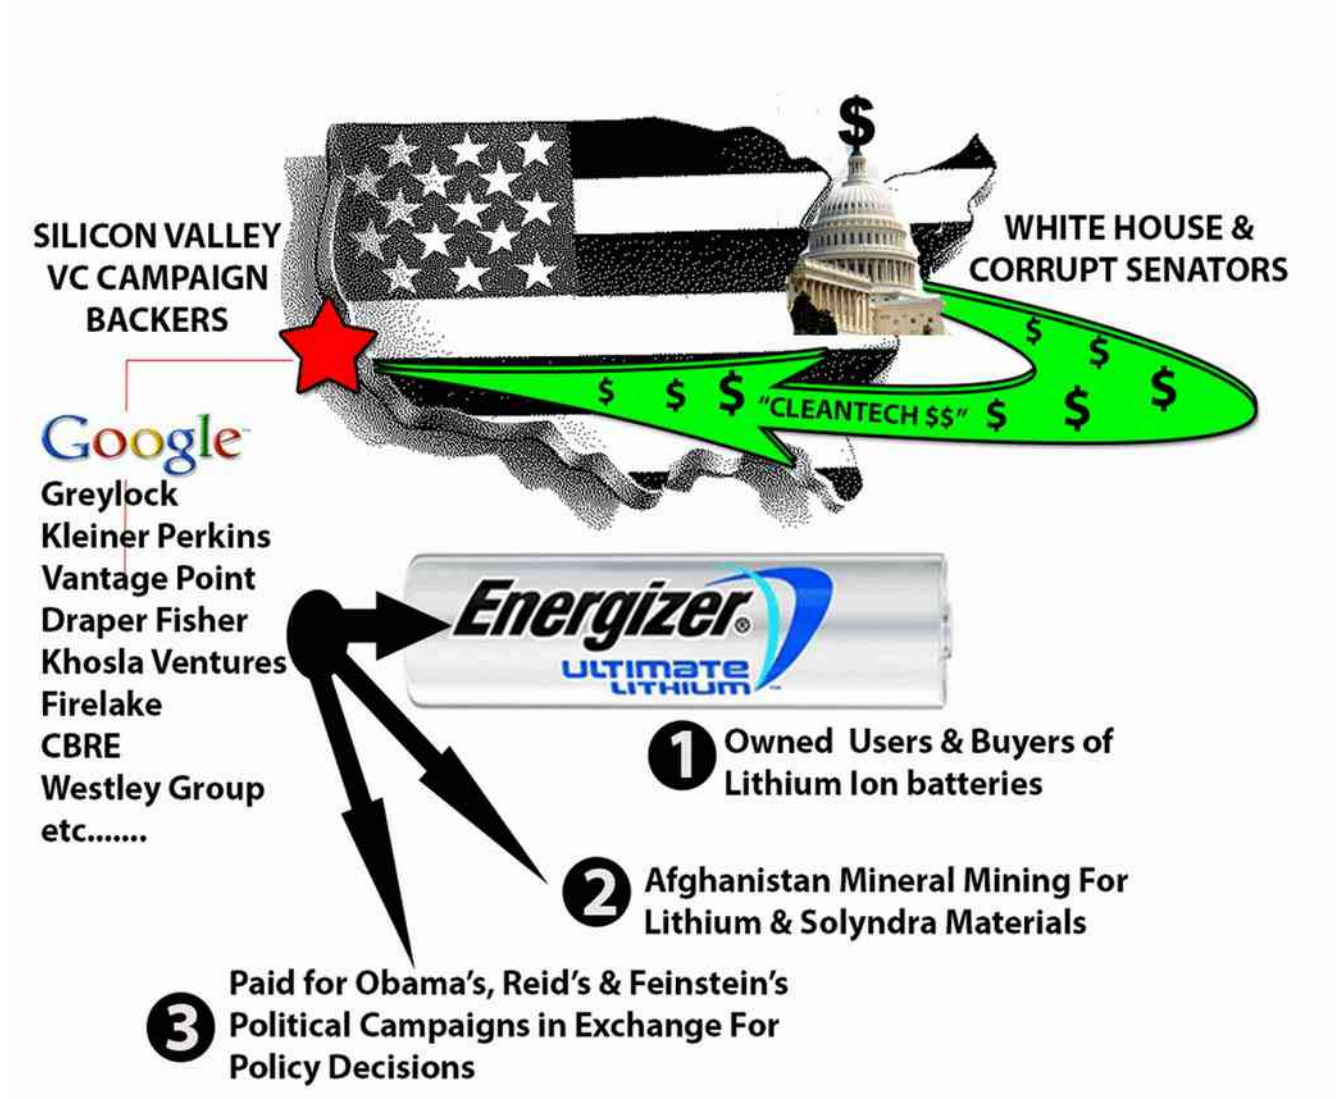 $
SILICON VALLEY
VC CAMPAIGN
BACKERS
WHITE HOUSE &
CORRUPT SENATORS
$ $ $ "CLEANTECH $$" $ $ $ $ $
Google™
Greylock
Kleiner Perkins
Vantage Point
Draper Fisher
Khosla Ventures
Firelake
CBRE
Westley Group
etc.......
Energizer®
ULTIMATE
LITHIUM™
1 Owned Users & Buyers of
Lithium Ion batteries
2 Afghanistan Mineral Mining For
Lithium & Solyndra Materials
3 Paid for Obama's, Reid's & Feinstein's
Political Campaigns in Exchange For
Policy Decisions